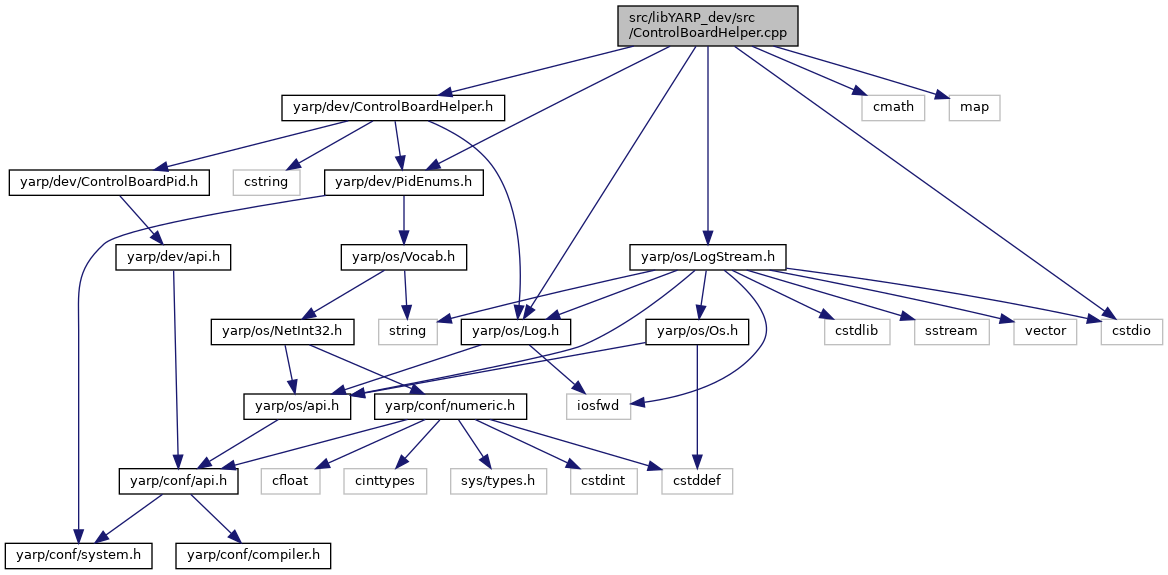 src/libYARP_dev/src
/ControlBoardHelper.cpp
yarp/dev/ControlBoardHelper.h
cmath
map
yarp/dev/ControlBoardPid.h
cstring
yarp/dev/PidEnums.h
yarp/dev/api.h
yarp/os/Vocab.h
yarp/os/LogStream.h
yarp/os/NetInt32.h
string
yarp/os/Log.h
yarp/os/Os.h
cstdlib
sstream
vector
cstdio
yarp/os/api.h
yarp/conf/numeric.h
iosfwd
yarp/conf/api.h
cfloat
cinttypes
sys/types.h
cstdint
cstddef
yarp/conf/system.h
yarp/conf/compiler.h